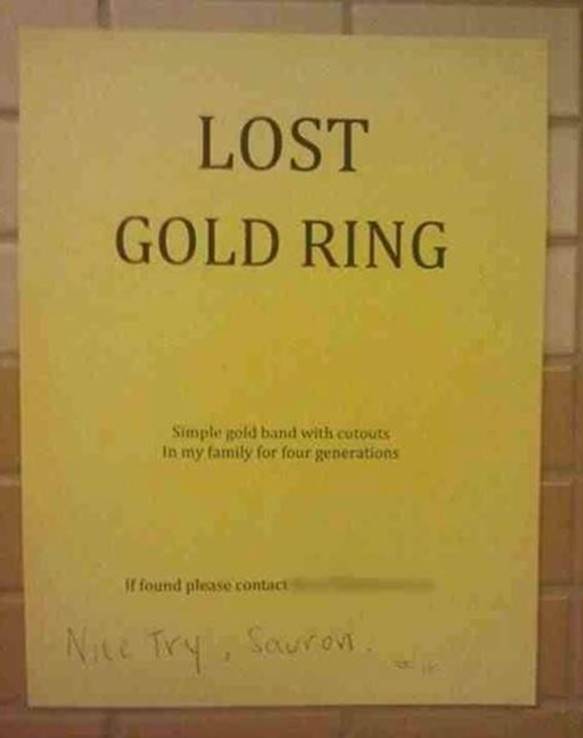 LOST
GOLD RING
Simple gold band with cutouts
In my family for four generations
If found please contact
Nice Try, Sauron.